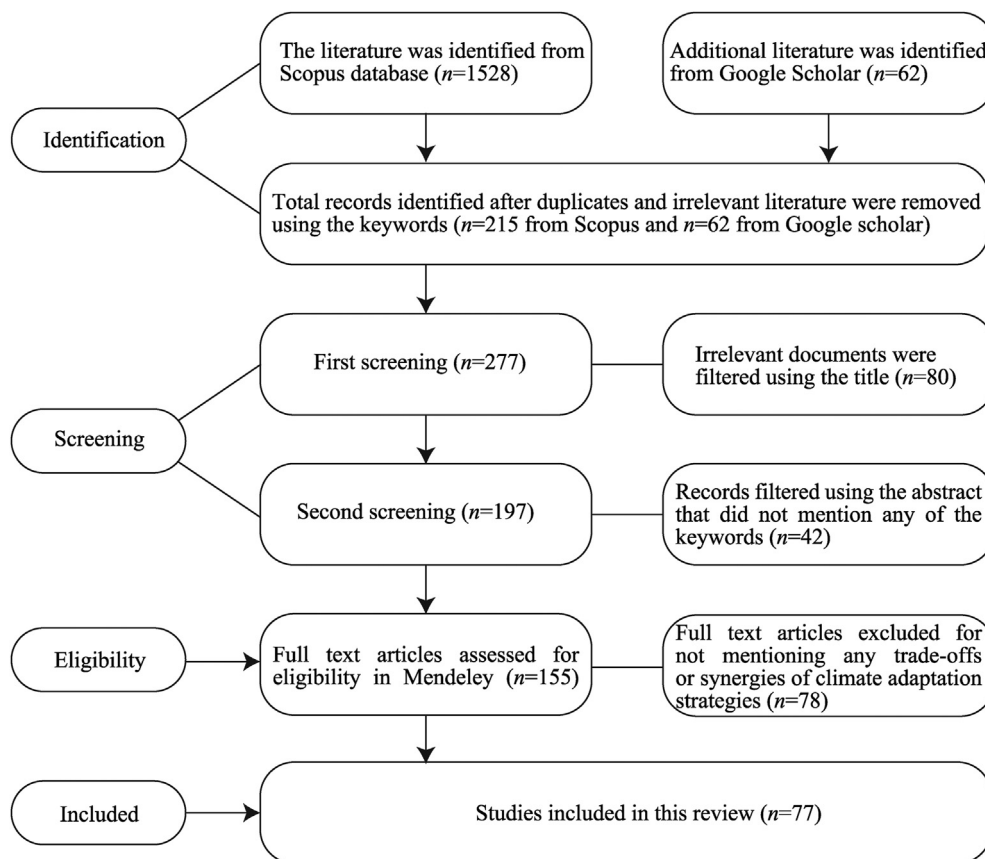 The literature was identified from
Scopus database (n=1528)
Additional literature was identified
from Google Scholar (n=62)
Identification
Total records identified after duplicates and irrelevant literature were removed
using the keywords (n=215 from Scopus and n=62 from Google scholar)
First screening (n=277)
Irrelevant documents were
filtered using the title (n=80)
Screening
Second screening (n=197)
Records filtered using the abstract
that did not mention any of the
keywords (n=42)
Eligibility
Full text articles assessed for
eligibility in Mendeley (n=155)
Full text articles excluded for
not mentioning any trade-offs
or synergies of climate adaptation
strategies (n=78)
Included
Studies included in this review (n=77)